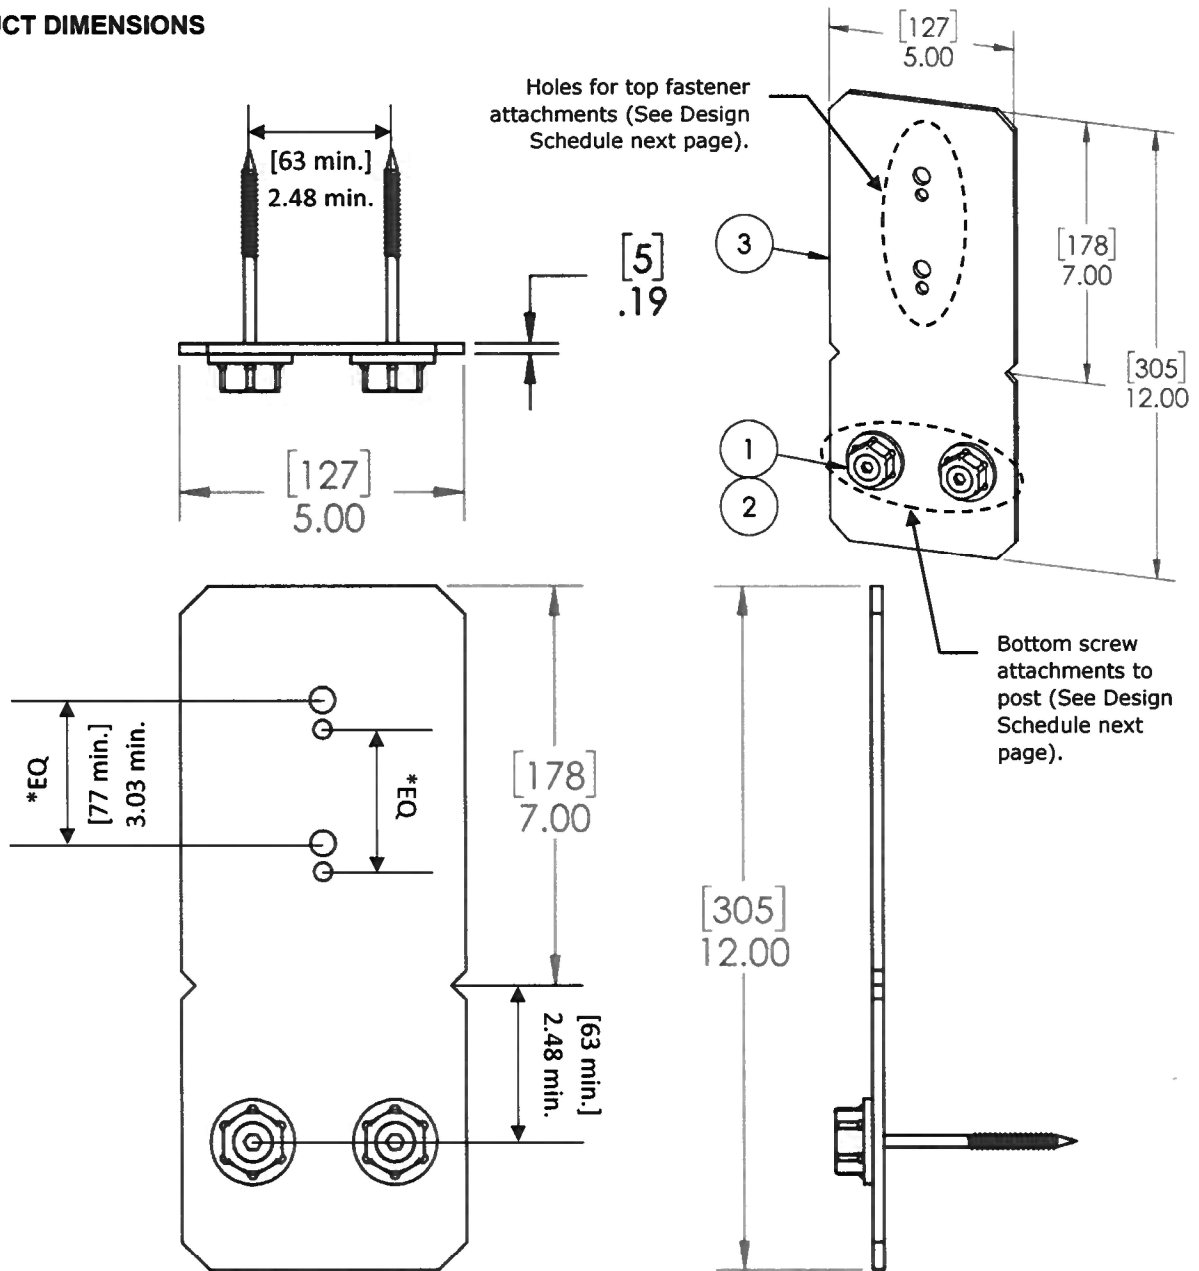 UCT DIMENSIONS
[63 min.]
2.48 min.
[5]
.19
[127]
5.00
Holes for top fastener
attachments (See Design
Schedule next page).
[127]
5.00
3
[178]
7.00
[305]
12.00
1
2
Bottom screw
attachments to
post (See Design
Schedule next
page).
*EQ
[77 min.]
3.03 min.
*EQ
[178]
7.00
[63 min.]
2.48 min.
[305]
12.00